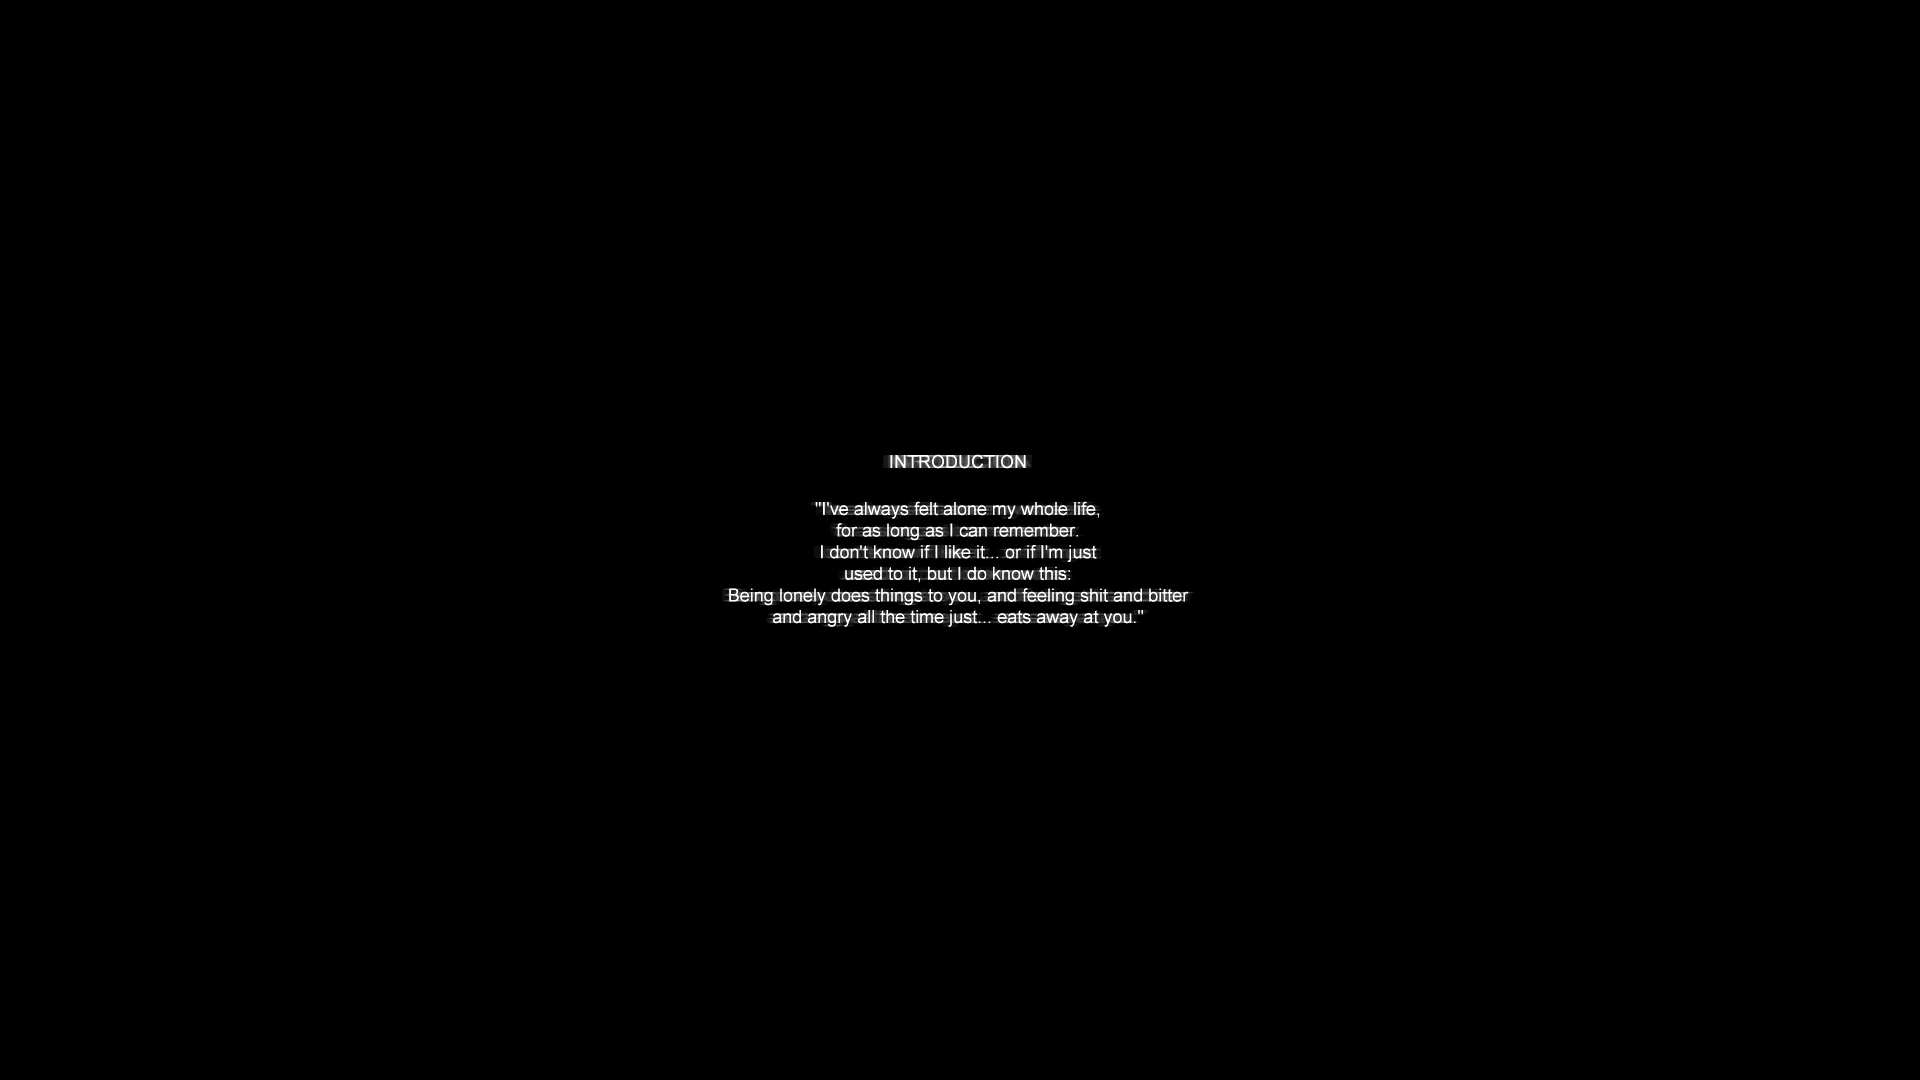 INTRODUCTION
"I've always felt alone my whole life,
for as long as I can remember.
I don't know if I like it... or if I'm just
used to it, but I do know this:
Being lonely does things to you, and feeling shit and bitter
and angry all the time just... eats away at you."